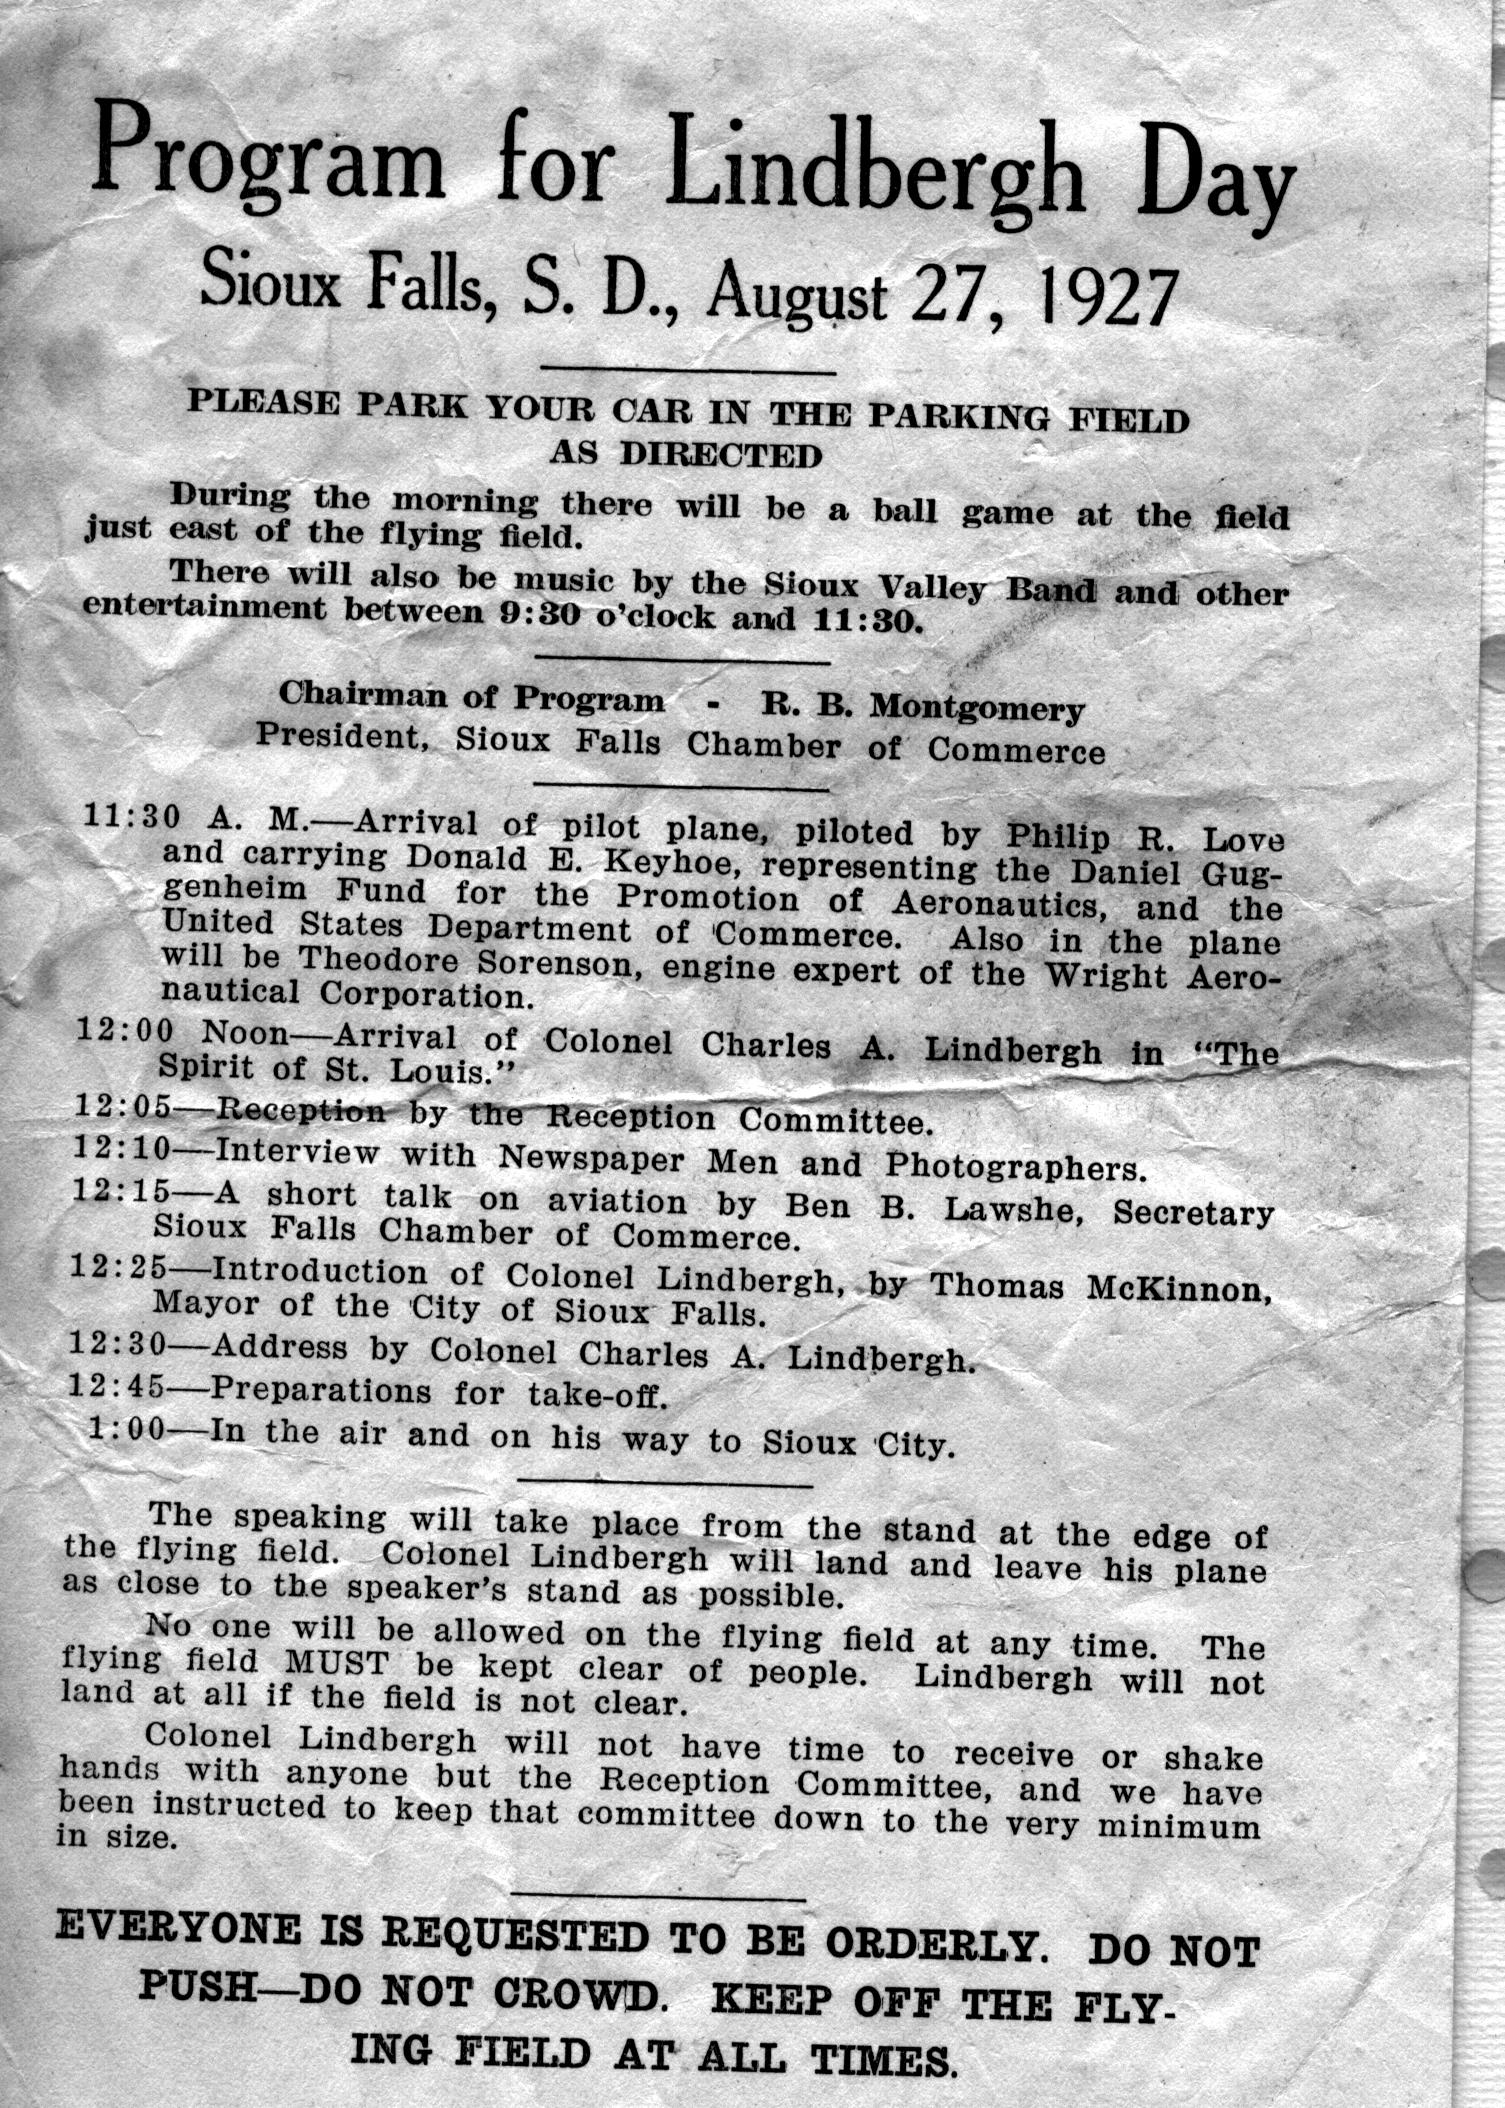 Program for Lindbergh Day
Sioux Falls, S. D., August 27, 1927
PLEASE PARK YOUR CAR IN THE PARKING FIELD
AS DIRECTED
During the morning there will be a ball game at the field
just east of the flying field.
There will also be music by the Sioux Valley Band and other
entertainment between 9:30 o'clock and 11:30.
Chairman of Program - R. B. Montgomery
President, Sioux Falls Chamber of Commerce
11:30 A. M.—Arrival of pilot plane, piloted by Philip R. Love
and carrying Donald E. Keyhoe, representing the Daniel Gug-
genheim Fund for the Promotion of Aeronautics, and the
United States Department of Commerce. Also in the plane
will be Theodore Sorenson, engine expert of the Wright Aero-
nautical Corporation.
12:00 Noon—Arrival of Colonel Charles A. Lindbergh in “The
Spirit of St. Louis.”
12:05—Reception by the Reception Committee.
12:10—Interview with Newspaper Men and Photographers.
12:15—A short talk on aviation by Ben B. Lawshe, Secretary
Sioux Falls Chamber of Commerce.
12:25—Introduction of Colonel Lindbergh, by Thomas McKinnon,
Mayor of the City of Sioux Falls.
12:30—Address by Colonel Charles A. Lindbergh.
12:45—Preparations for take-off.
1:00—In the air and on his way to Sioux City.
The speaking will take place from the stand at the edge of
the flying field. Colonel Lindbergh will land and leave his plane
as close to the speaker's stand as possible.
No one will be allowed on the flying field at any time. The
flying field MUST be kept clear of people. Lindbergh will not
land at all if the field is not clear.
Colonel Lindbergh will not have time to receive or shake
hands with anyone but the Reception Committee, and we have
been instructed to keep that committee down to the very minimum
in size.
EVERYONE IS REQUESTED TO BE ORDERLY. DO NOT
PUSH—DO NOT CROWD. KEEP OFF THE FLY-
ING FIELD AT ALL TIMES.